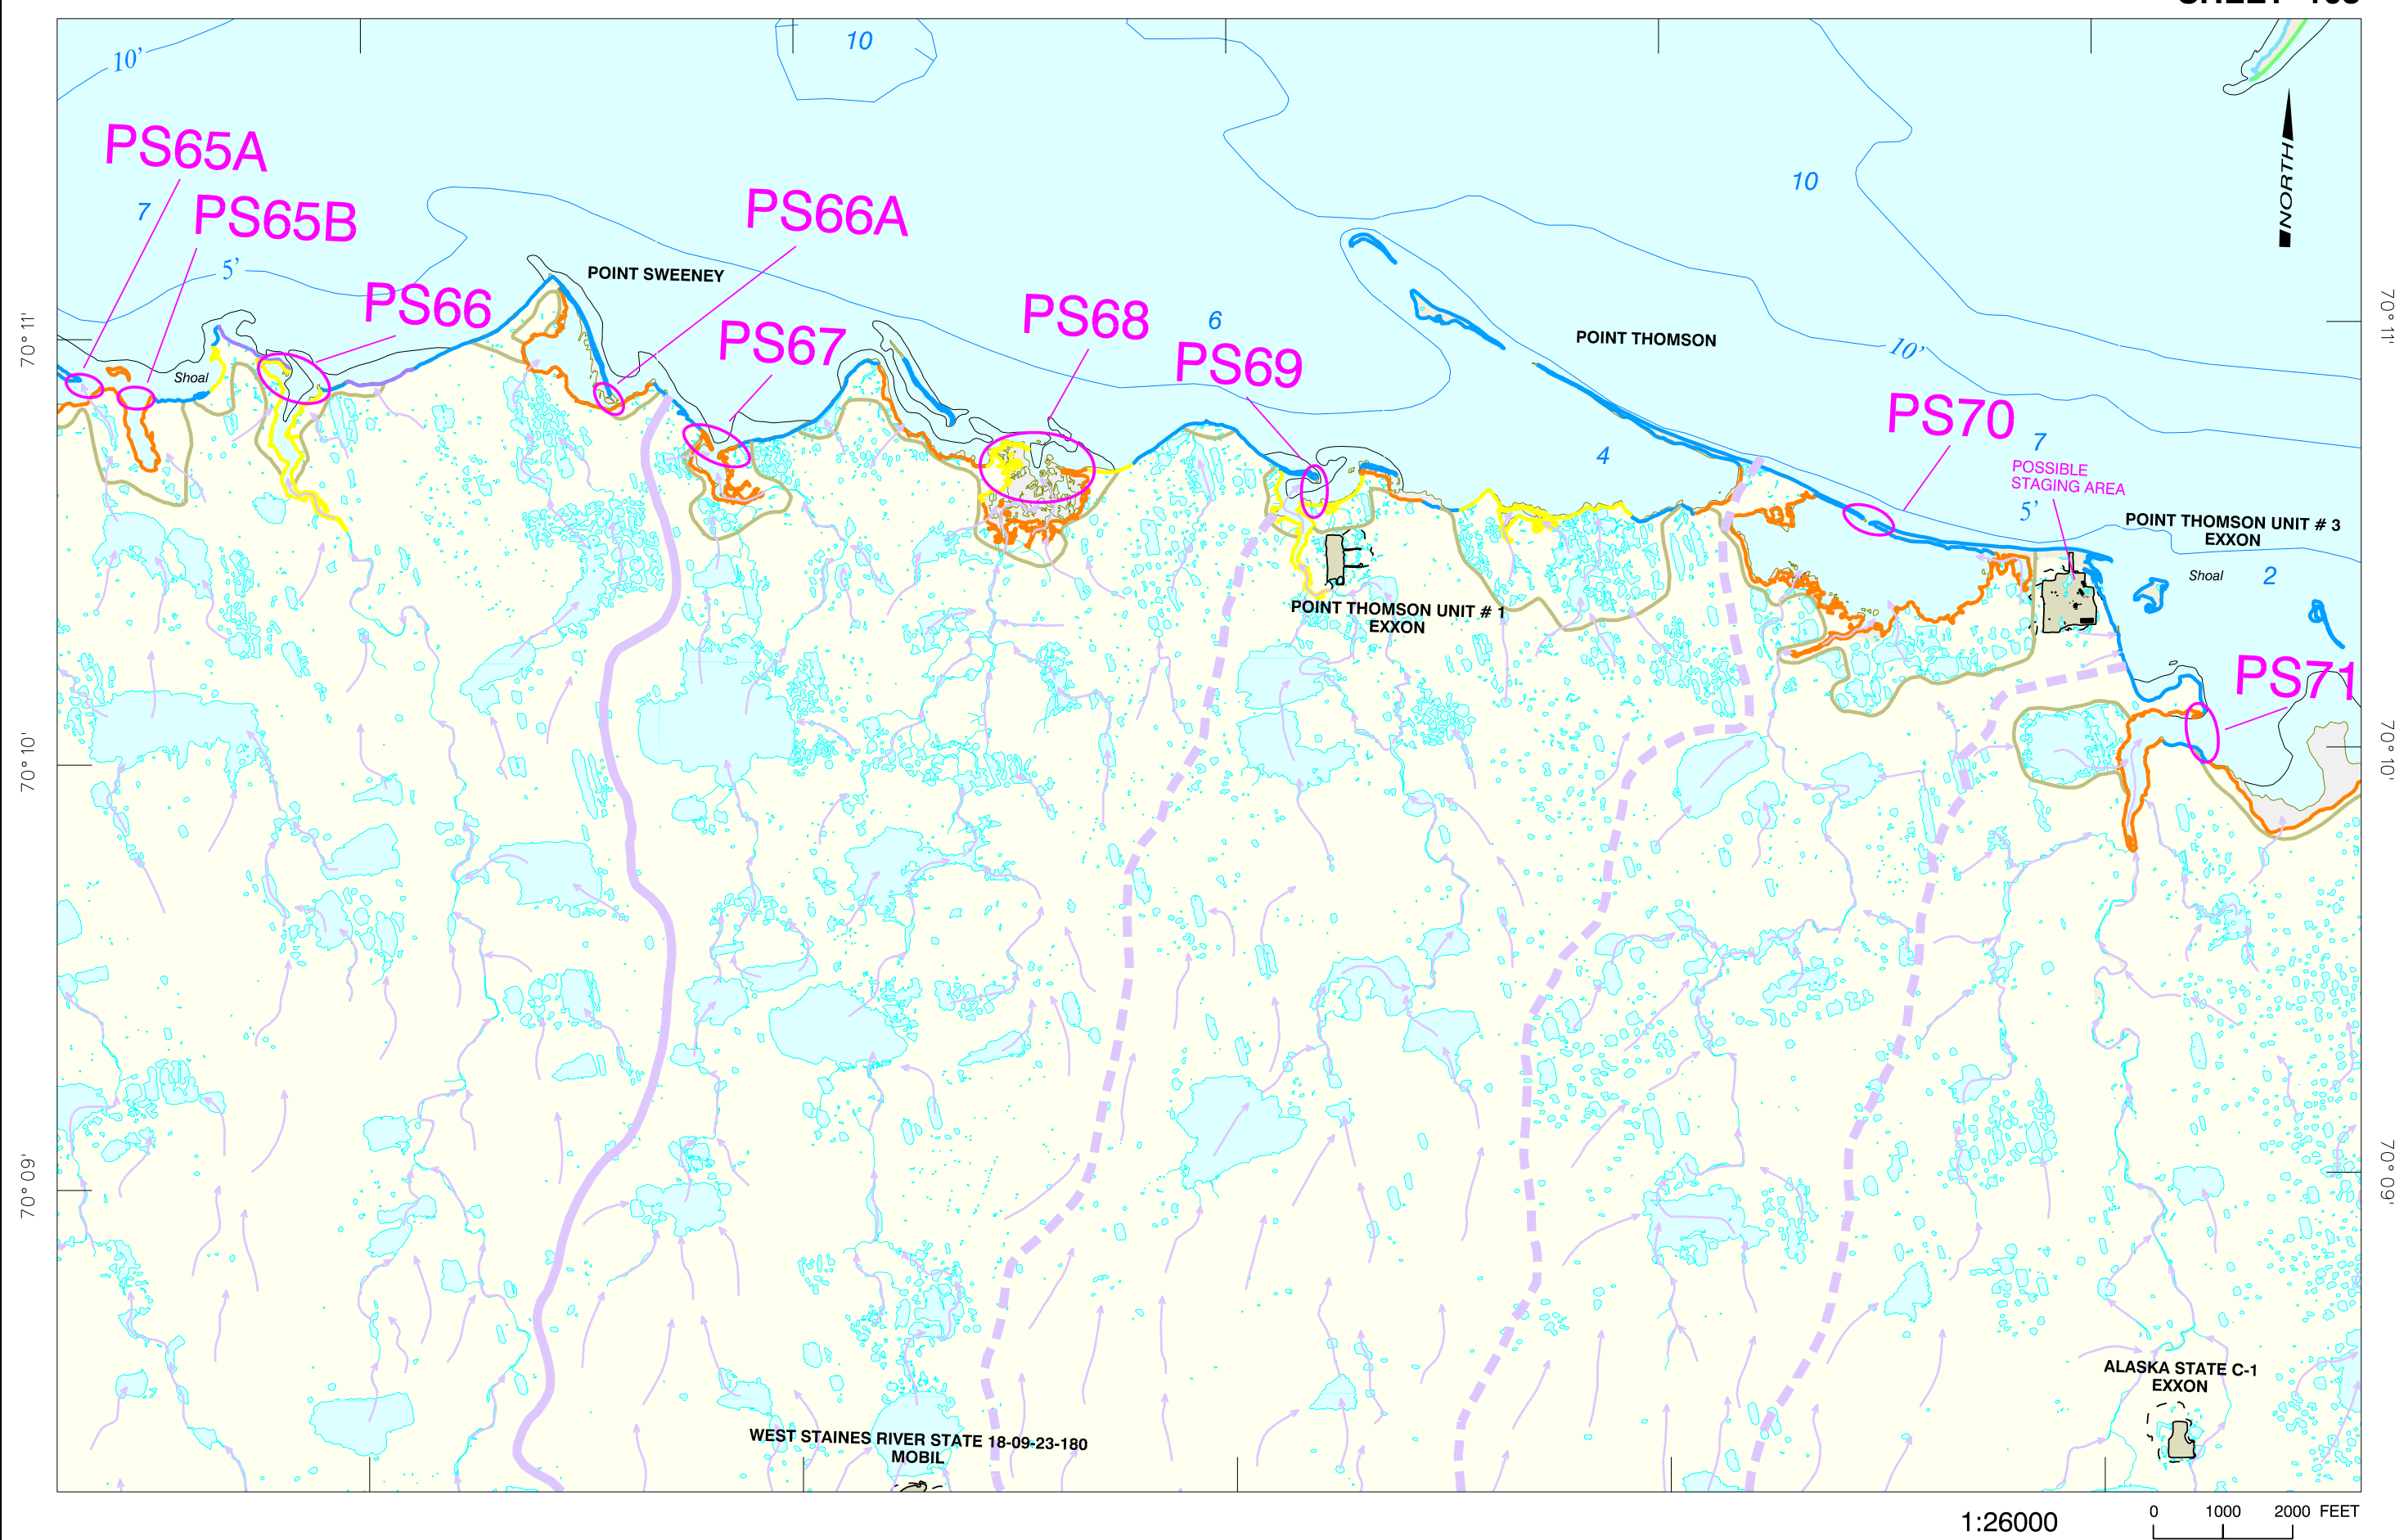 10'
10
PS65A
7
PS65B
5'
PS66
PS66A
POINT SWEENEY
PS67
PS68
6
PS69
10
NORTH
POINT THOMSON
10'
PS70
7
POSSIBLE
STAGING AREA
5'
4
POINT THOMSON UNIT # 3
EXXON
Shoal
2
Shoal
POINT THOMSON UNIT # 1
EXXON
PS71
70° 11'
70° 11'
70° 10'
70° 10'
70° 09'
70° 09'
ALASKA STATE C-1
EXXON
WEST STAINES RIVER STATE 18-09-23-180
MOBIL
1:26000
0 1000 2000 FEET